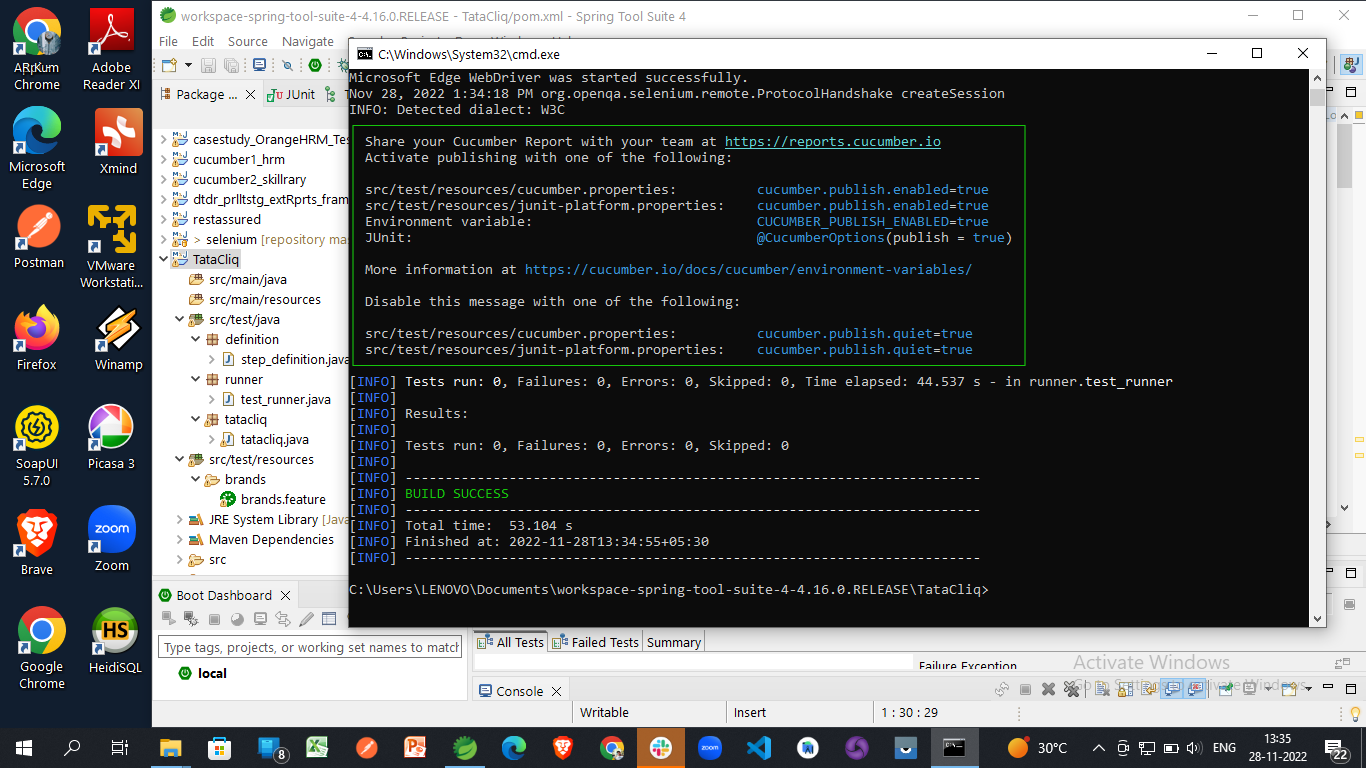 workspace-spring-tool-suite-4-4.16.0.RELEASE - TataCliq/pom.xml - Spring Tool Suite 4
File Edit Source Navigate
C:\Windows\System32\cmd.exe
Package ...
JUnit
Microsoft Edge WebDriver was started successfully.
Nov 28, 2022 1:34:18 PM org.openqa.selenium.remote.ProtocolHandshake createSession
INFO: Detected dialect: W3C
Share your Cucumber Report with your team at https://reports.cucumber.io
Activate publishing with one of the following:
src/test/resources/cucumber.properties: cucumber.publish.enabled=true
src/test/resources/junit-platform.properties: cucumber.publish.enabled=true
Environment variable: CUCUMBER_PUBLISH_ENABLED=true
JUnit: @CucumberOptions(publish = true)
More information at https://cucumber.io/docs/cucumber/environment-variables/
Disable this message with one of the following:
src/test/resources/cucumber.properties: cucumber.publish.quiet=true
src/test/resources/junit-platform.properties: cucumber.publish.quiet=true
[INFO] Tests run: 0, Failures: 0, Errors: 0, Skipped: 0, Time elapsed: 44.537 s - in runner.test_runner
[INFO]
[INFO] Results:
[INFO]
[INFO] Tests run: 0, Failures: 0, Errors: 0, Skipped: 0
[INFO]
[INFO] ------------------------------------------------------------------------
[INFO] BUILD SUCCESS
[INFO] ------------------------------------------------------------------------
[INFO] Total time:  53.104 s
[INFO] Finished at: 2022-11-28T13:34:55+05:30
[INFO] ------------------------------------------------------------------------
C:\Users\LENOVO\Documents\workspace-spring-tool-suite-4-4.16.0.RELEASE\TataCliq>
casestudy_OrangeHRM_Tes
cucumber1_hrm
cucumber2_skillrary
dtdr_prlltstg_extRprts_fram
restassured
> selenium [repository ma
TataCliq
src/main/java
src/main/resources
src/test/java
definition
step_definition.java
runner
test_runner.java
tatacliq
tatacliq.java
src/test/resources
brands
brands.feature
JRE System Library [Java
Maven Dependencies
src
Boot Dashboard
Type tags, projects, or working set names to match
local
All Tests
Failed Tests
Summary
Failure Exception
Console
Activate Windows
Writable
Insert
1 : 30 : 29
Chrome
Adobe
Reader XI
Microsoft
Edge
Xmind
Postman
VMware
Workstati...
Firefox
Winamp
SoapUI
5.7.0
Picasa 3
Brave
zoom
Zoom
Google
Chrome
HS
HeidiSQL
8
zoom
30°C
ENG
13:35
28-11-2022
22